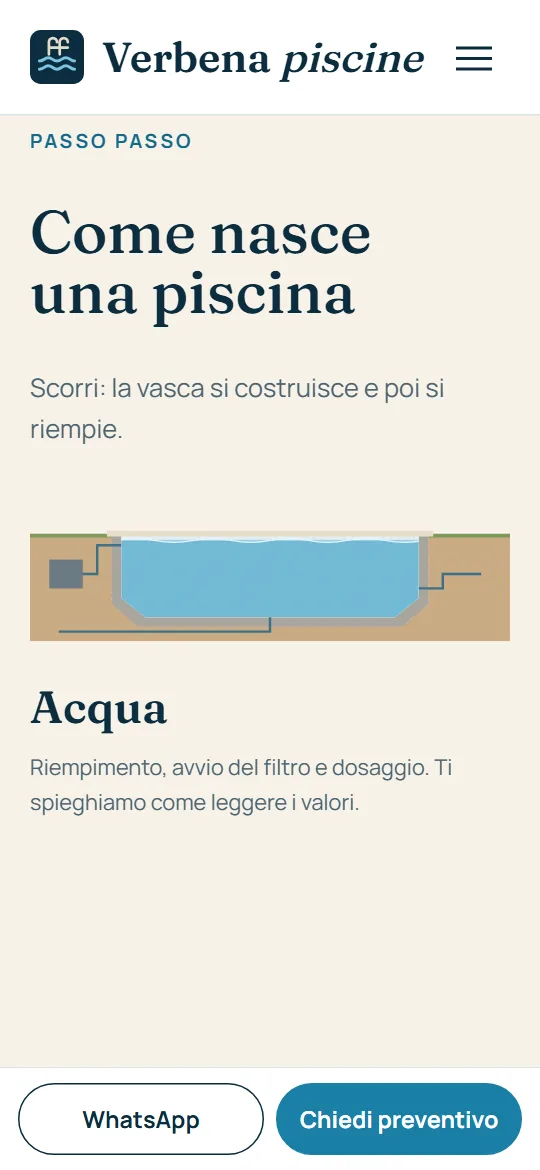 Verbena piscine
PASSO PASSO
Come nasce
una piscina
Scorri: la vasca si costruisce e poi si
riempie.
Acqua
Riempimento, avvio del filtro e dosaggio. Ti
spieghiamo come leggere i valori.
WhatsApp
Chiedi preventivo